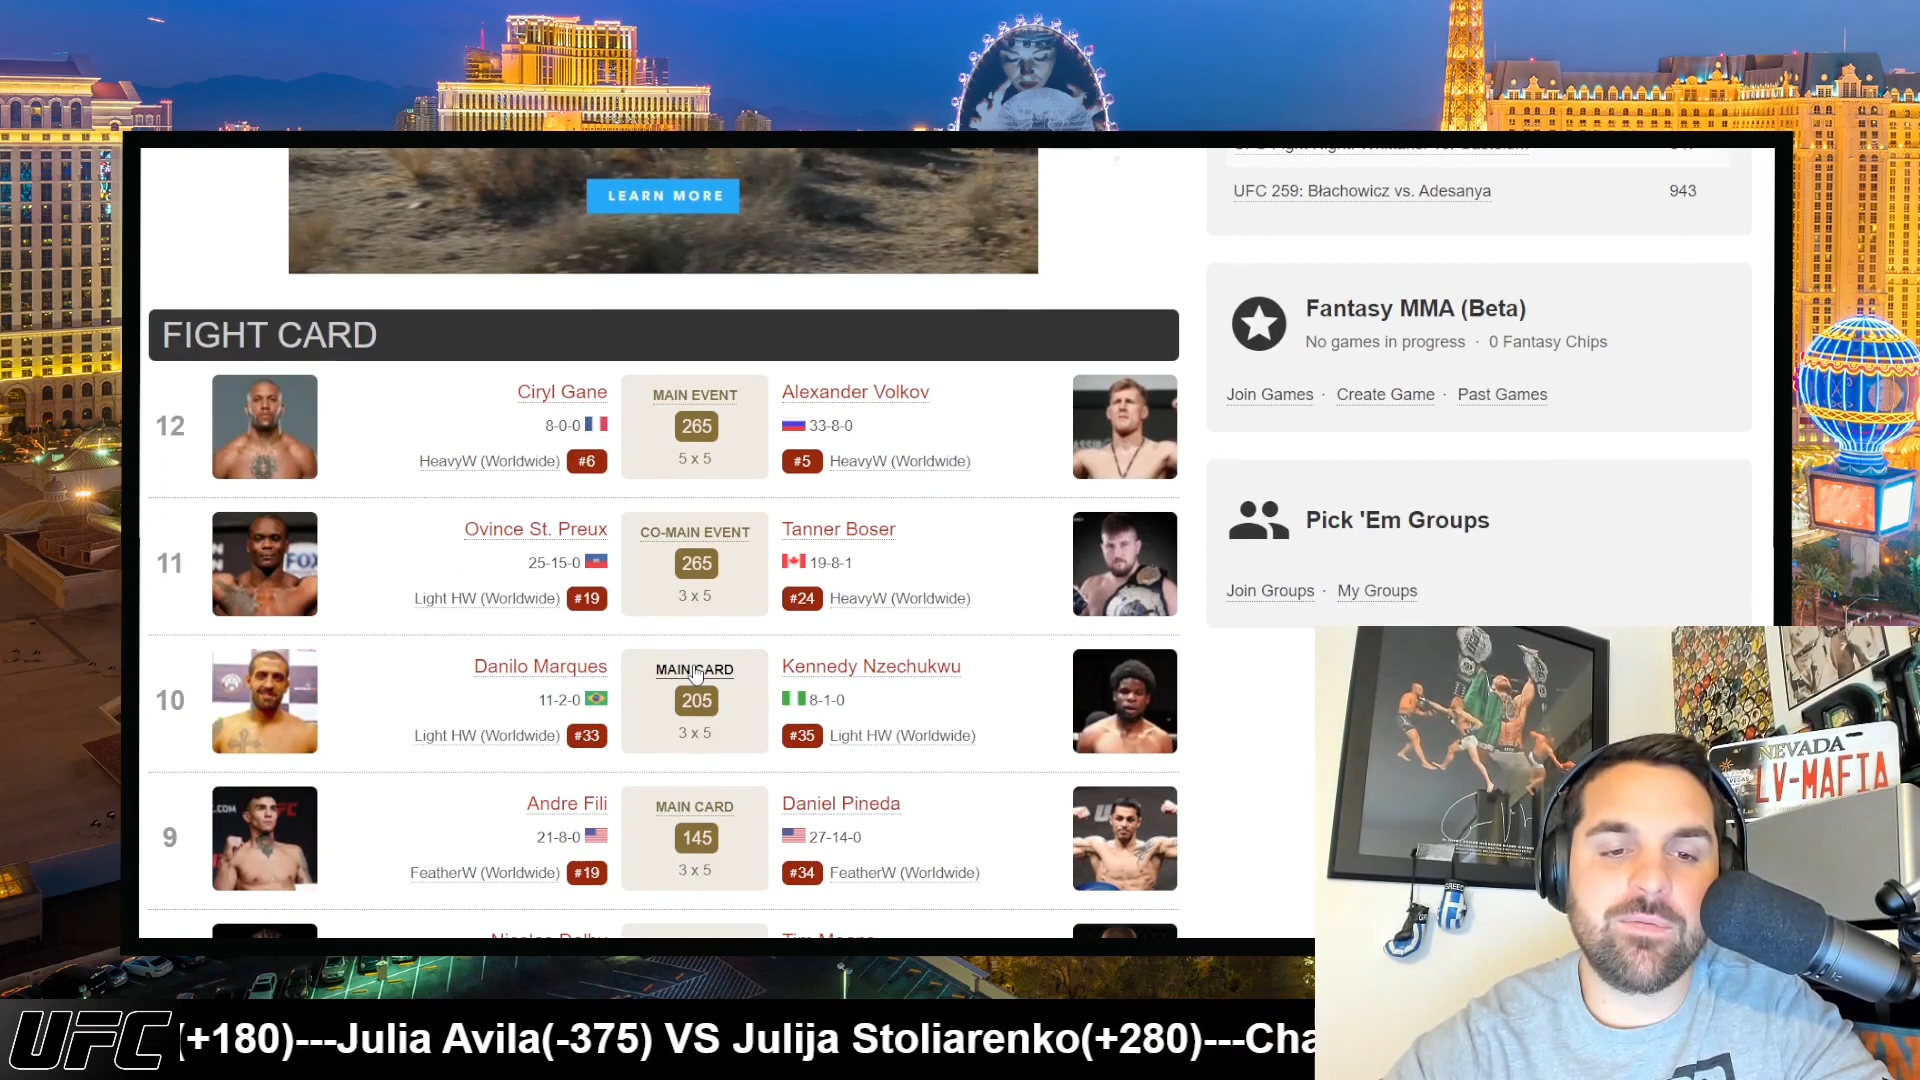 UFC 259: Błachowicz vs. Adesanya 943
LEARN MORE
FIGHT CARD
Fantasy MMA (Beta)
No games in progress · 0 Fantasy Chips
Join Games · Create Game · Past Games
Pick 'Em Groups
Join Groups · My Groups
12
Ciryl Gane
8-0-0
HeavyW (Worldwide) #6
MAIN EVENT
265
5 x 5
Alexander Volkov
33-8-0
#5 HeavyW (Worldwide)
11
FOX
Ovince St. Preux
25-15-0
Light HW (Worldwide) #19
CO-MAIN EVENT
265
3 x 5
Tanner Boser
19-8-1
#24 HeavyW (Worldwide)
10
Danilo Marques
11-2-0
Light HW (Worldwide) #33
MAIN CARD
205
3 x 5
Kennedy Nzechukwu
8-1-0
#35 Light HW (Worldwide)
9
.COM UFC
Andre Fili
21-8-0
FeatherW (Worldwide) #19
MAIN CARD
145
3 x 5
Daniel Pineda
27-14-0
#34 FeatherW (Worldwide)
NEVADA
LV-MAFIA
UFC
(+180)---Julia Avila(-375) VS Julija Stoliarenko(+280)---Cha